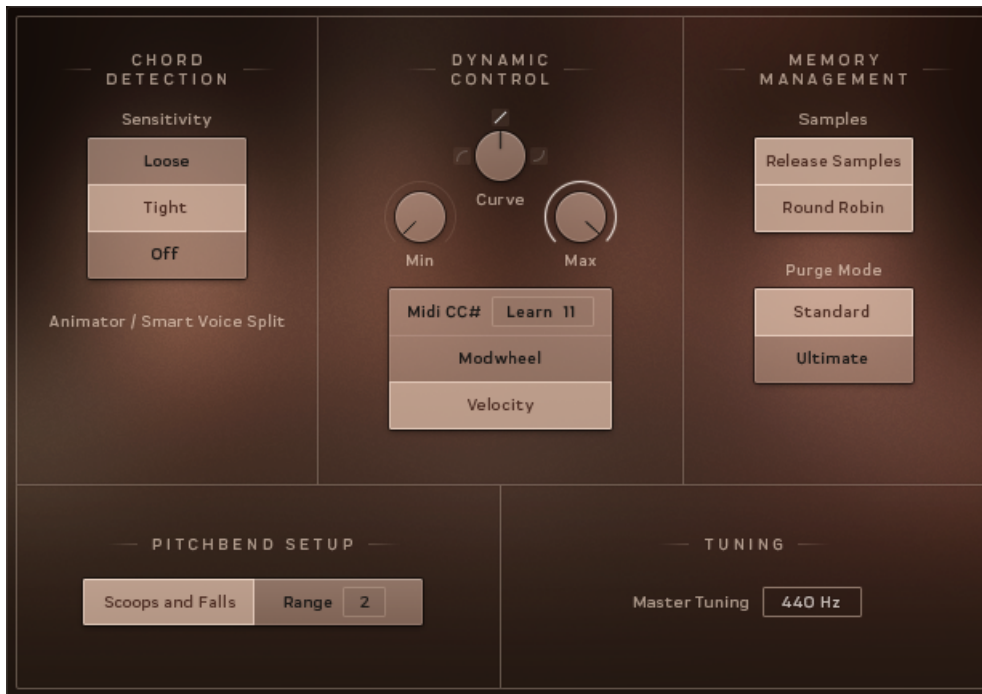 CHORD
DETECTION
Sensitivity
Loose
Tight
Off
Animator / Smart Voice Split
DYNAMIC
CONTROL
Curve
Min
Max
Midi CC# Learn 11
Modwheel
Velocity
MEMORY
MANAGEMENT
Samples
Release Samples
Round Robin
Purge Mode
Standard
Ultimate
PITCHBEND SETUP
Scoops and Falls Range 2
TUNING
Master Tuning 440 Hz